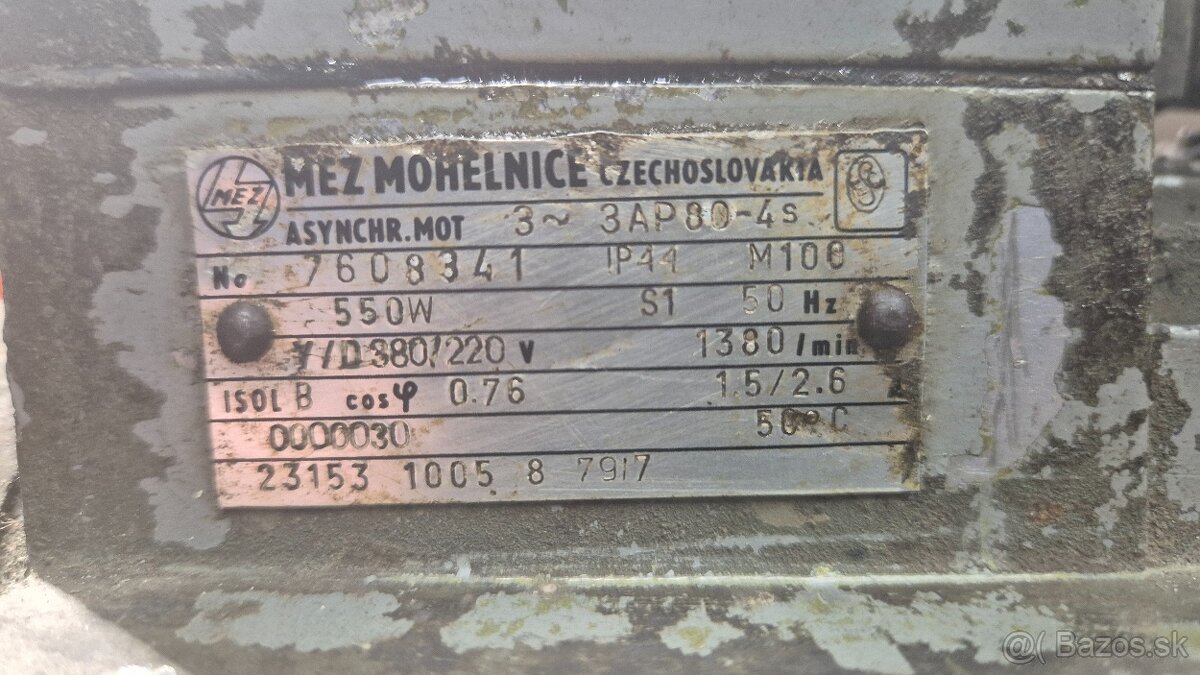 MEZ MEZ MOHELNICE CZECHOSLOVAKIA
ASYNCHR. MOT 3~ 3AP80-4s
No 7608341 IP44 M100
550W S1 50 Hz
Y/D 380/220 V 1380/min
ISOL B cosφ 0.76 1.5/2.6
0000030 50°C
23153 1005 8 7917
@( Bazos.sk